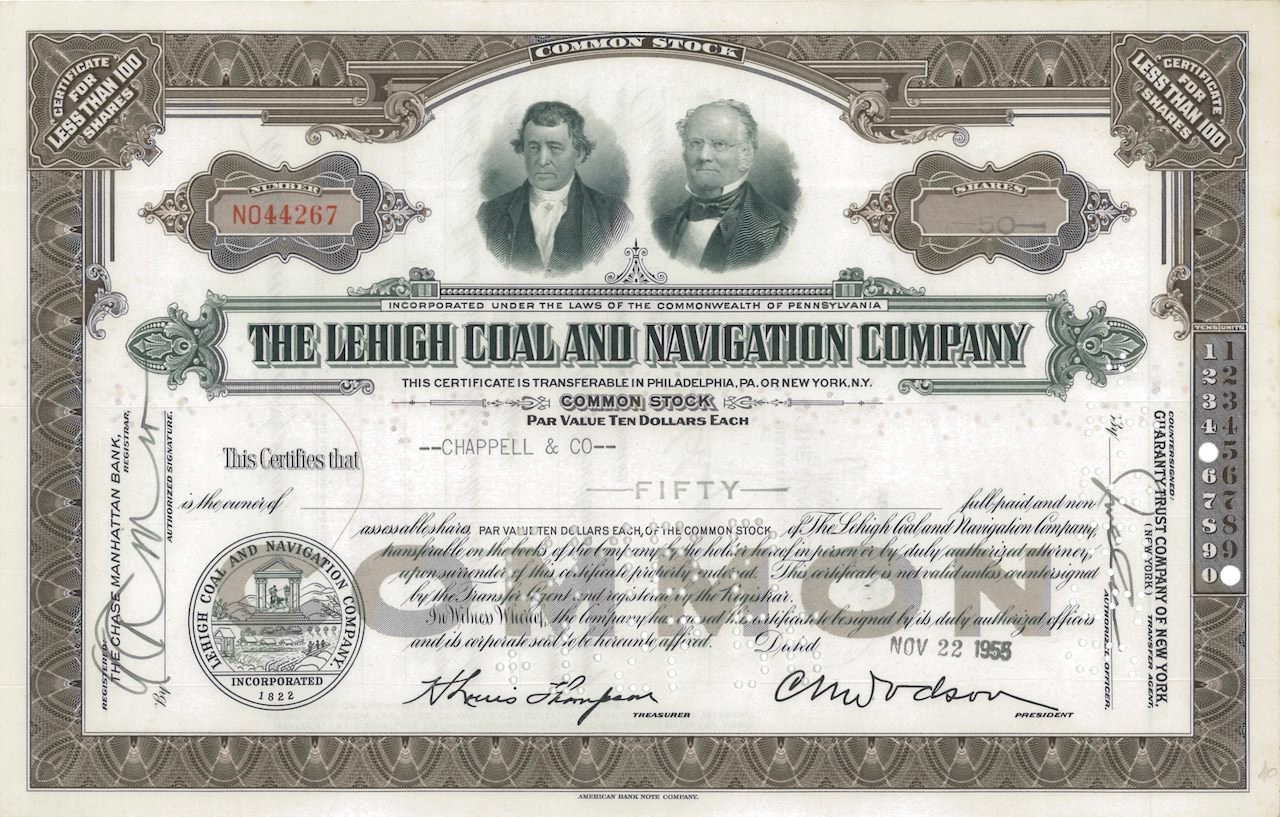 COMMON STOCK
CERTIFICATE
FOR
LESS THAN 100
SHARES
CERTIFICATE
FOR
LESS THAN 100
SHARES
NUMBER
NO44267
SHARES
—50—
INCORPORATED UNDER THE LAWS OF THE COMMONWEALTH OF PENNSYLVANIA
THE LEHIGH COAL AND NAVIGATION COMPANY
THIS CERTIFICATE IS TRANSFERABLE IN PHILADELPHIA, PA. OR NEW YORK, N.Y.
COMMON STOCK
PAR VALUE TEN DOLLARS EACH
This Certifies that --CHAPPELL & CO--
—FIFTY—
is the owner of full paid and non-
assessable shares, PAR VALUE TEN DOLLARS EACH, OF THE COMMON STOCK of The Lehigh Coal and Navigation Company,
transferable on the books of the Company by the holder hereof in person or by duly authorized attorney,
upon surrender of this certificate properly endorsed. This certificate is not valid unless countersigned
by the Transfer Agent and registered by the Registrar.
In Witness Whereof, the company has caused this certificate to be signed by its duly authorized officers
and its corporate seal to be hereunto affixed. Dated NOV 22 1955
COMMON
LEHIGH COAL AND NAVIGATION COMPANY.
INCORPORATED
1822
H Louis Thompson
TREASURER
C M Dodson
PRESIDENT
REGISTERED:
THE CHASE MANHATTAN BANK,
REGISTRAR,
By
AUTHORIZED SIGNATURE.
COUNTERSIGNED:
GUARANTY TRUST COMPANY OF NEW YORK,
(NEW YORK) TRANSFER AGENT,
By
AUTHORIZED OFFICER.
TENS UNITS
1 1
2 2
3 3
4 4
5
6 6
7 7
8 8
9 9
0
AMERICAN BANK NOTE COMPANY.